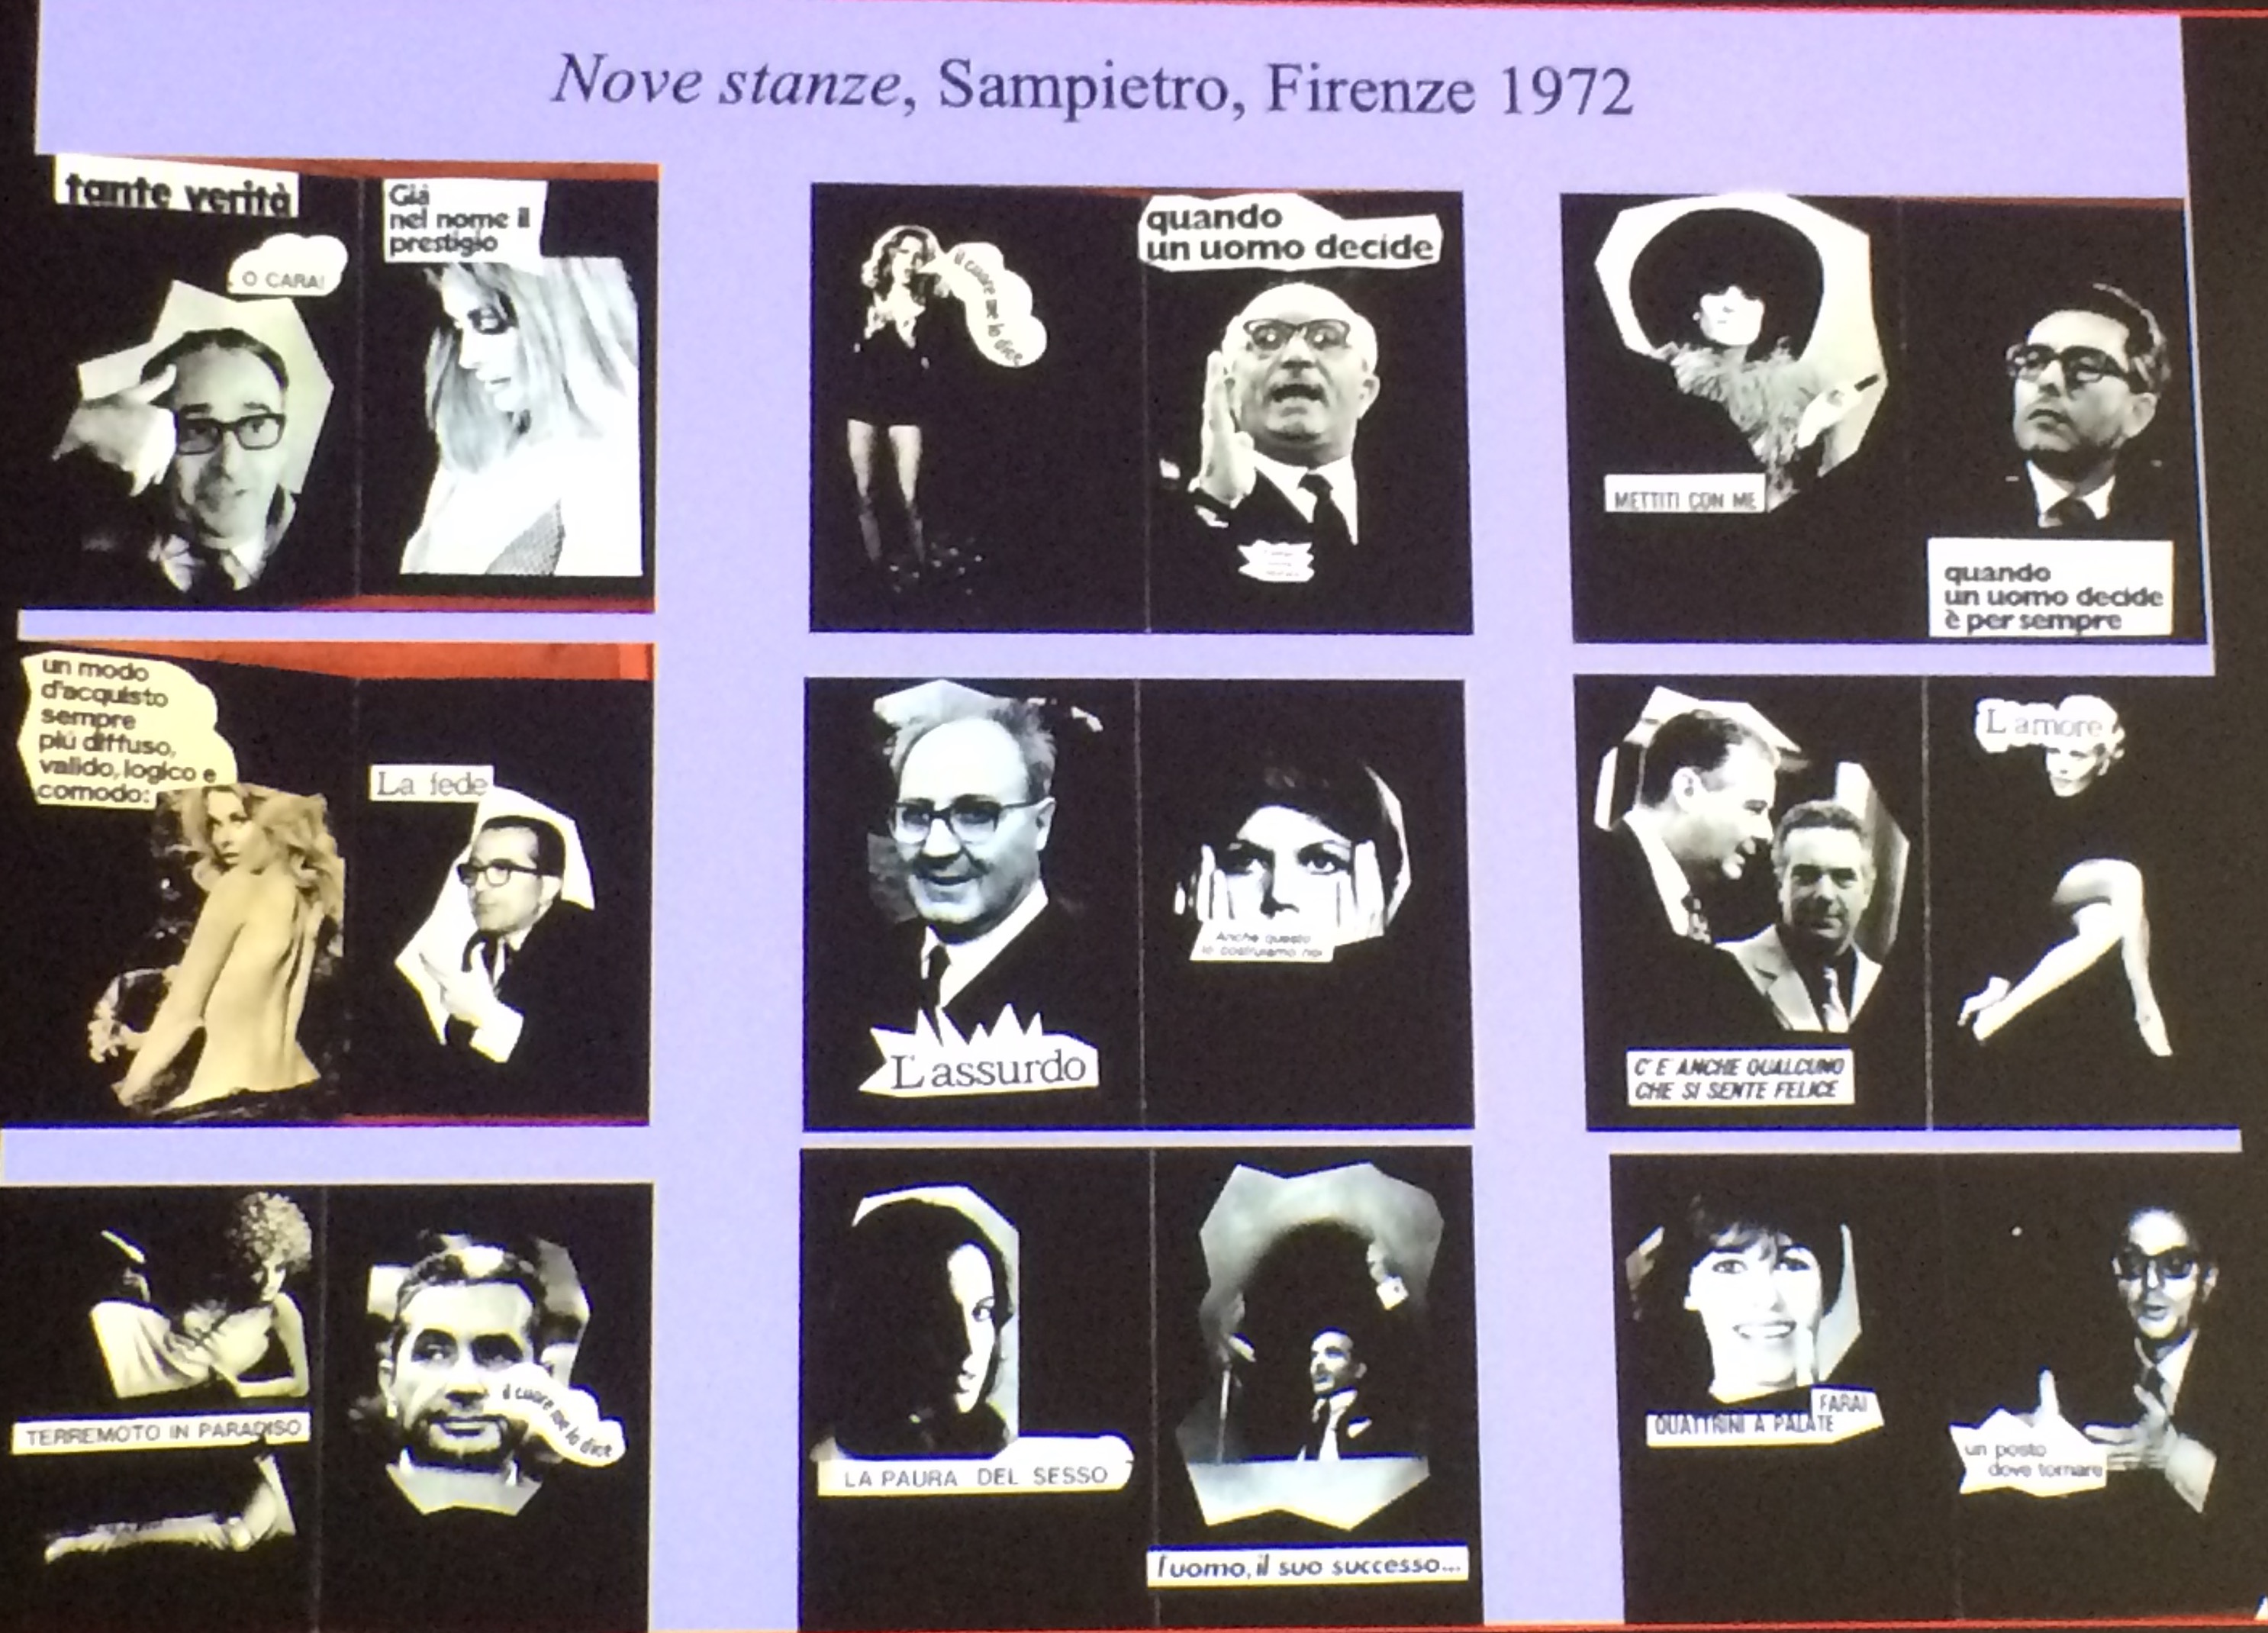 Nove stanze, Sampietro, Firenze 1972
tante verità
O CARA!
Già
nel nome il
prestigio
il cuore me lo dice
quando
un uomo decide
METTITI CON ME
quando
un uomo decide
è per sempre
un modo
d'acquisto
sempre
più diffuso,
valido, logico e
comodo:
La fede
L'assurdo
Anche questo
lo costruiamo noi
C'E ANCHE QUALCUNO
CHE SI SENTE FELICE
L'amore
TERREMOTO IN PARADISO
il cuore me lo dice
LA PAURA DEL SESSO
l'uomo, il suo successo...
FARAI
QUATTRINI A PALATE
un posto
dove tornare